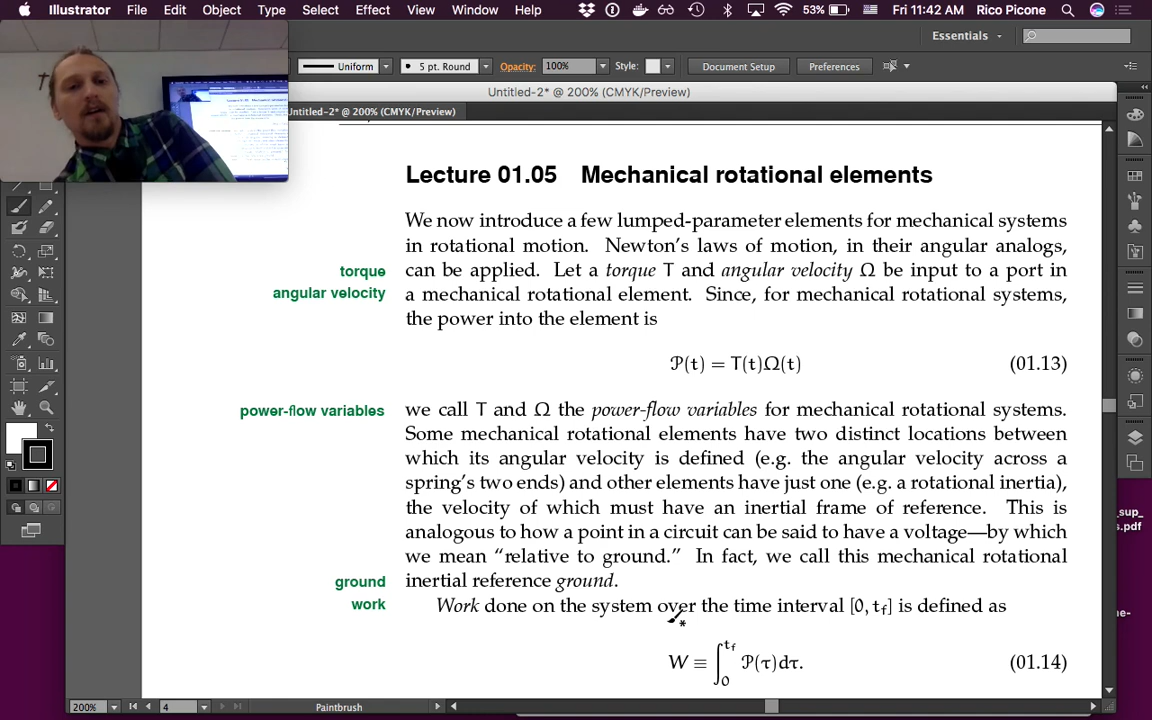 Illustrator File Edit Object Type Select Effect View Window Help 53% Fri 11:42 AM Rico Picone
Essentials
Uniform 5 pt. Round Opacity: 100% Style: Document Setup Preferences
Untitled-2* @ 200% (CMYK/Preview)
Untitled-2* @ 200% (CMYK/Preview)
Lecture 01.05 Mechanical rotational elements
We now introduce a few lumped-parameter elements for mechanical systems
in rotational motion. Newton's laws of motion, in their angular analogs,
torque can be applied. Let a torque T and angular velocity Ω be input to a port in
angular velocity a mechanical rotational element. Since, for mechanical rotational systems,
the power into the element is
𝒫(t) = T(t)Ω(t) (01.13)
power-flow variables we call T and Ω the power-flow variables for mechanical rotational systems.
Some mechanical rotational elements have two distinct locations between
which its angular velocity is defined (e.g. the angular velocity across a
spring's two ends) and other elements have just one (e.g. a rotational inertia),
the velocity of which must have an inertial frame of reference. This is
analogous to how a point in a circuit can be said to have a voltage—by which
we mean “relative to ground.” In fact, we call this mechanical rotational
ground inertial reference ground.
work Work done on the system over the time interval [0, t_f] is defined as
W ≡ ∫_0^{t_f} 𝒫(τ)dτ. (01.14)
_sup_
s.pdf
ne-
200% 4 Paintbrush